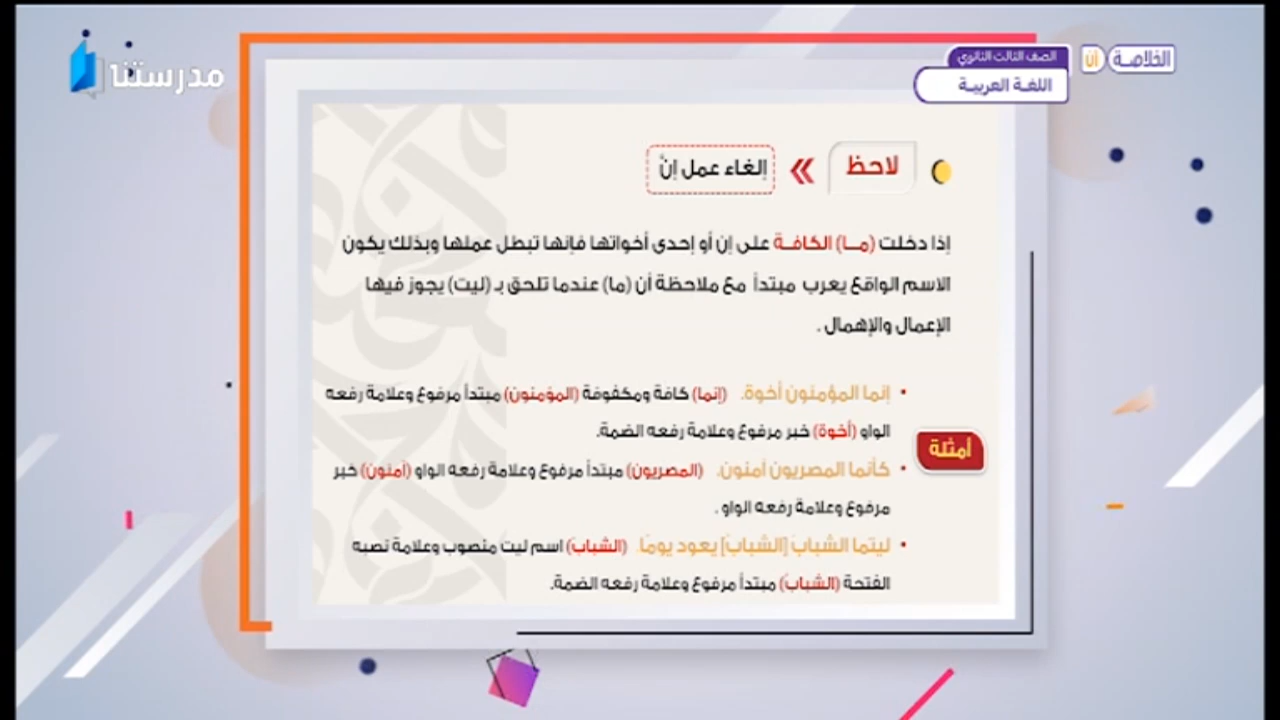 الخلاصة أن
الصف الثالث الثانوي
اللغة العربية
مدرستنا
لاحظ
إلغاء عمل إنَّ
إذا دخلت (مـا) الكافـة على إن أو إحدى أخواتها فإنها تبطل عملها وبذلك يكون
الاسم الواقع يعرب مبتدأ مع ملاحظة أن (ما) عندما تلحق بـ (ليت) يجوز فيها
الإعمال والإهمال .
أمثلة
• إنما المؤمنون أخوة. (إنما) كافة ومكفوفة (المؤمنون) مبتدأ مرفوع وعلامة رفعه
الواو (أخوة) خبر مرفوع وعلامة رفعه الضمة.
• كأنما المصريون آمنون. (المصريون) مبتدأ مرفوع وعلامة رفعه الواو (آمنون) خبر
مرفوع وعلامة رفعه الواو .
• ليتما الشبابَ [الشبابُ] يعود يومًا. (الشبابَ) اسم ليت منصوب وعلامة نصبه
الفتحة (الشبابُ) مبتدأ مرفوع وعلامة رفعه الضمة.